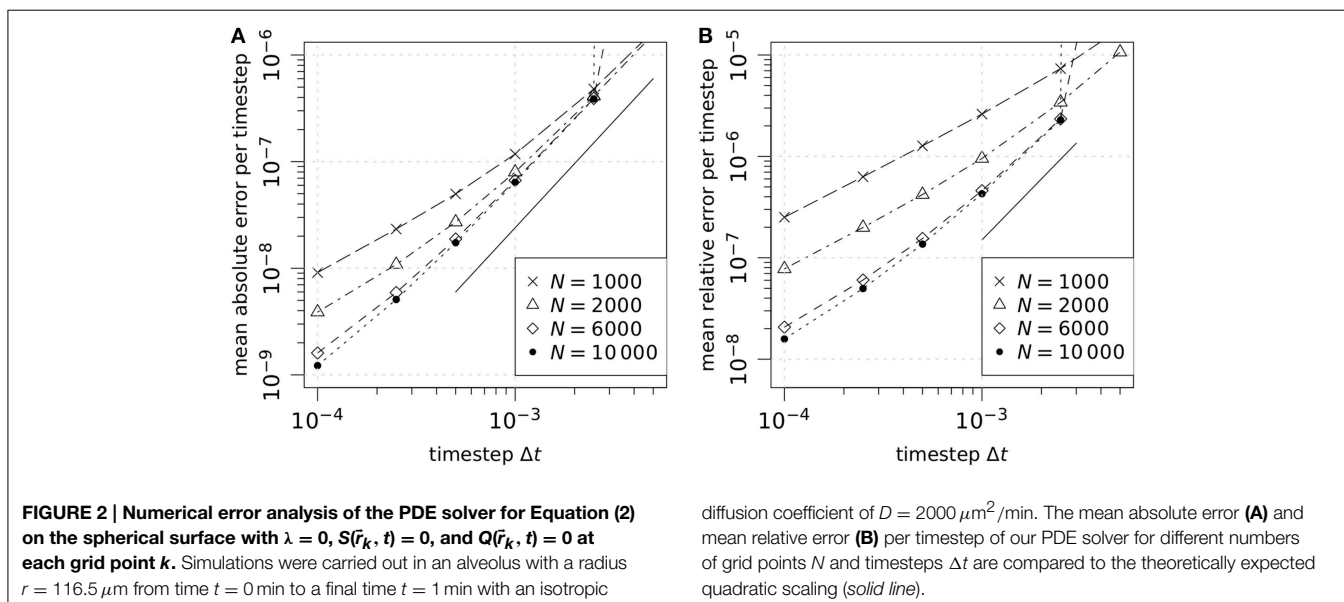 A
mean absolute error per timestep
10⁻⁶
10⁻⁷
10⁻⁸
10⁻⁹
10⁻⁴
10⁻³
timestep Δt
N = 1000
N = 2000
N = 6000
N = 10 000
B
mean relative error per timestep
10⁻⁵
10⁻⁶
10⁻⁷
10⁻⁸
10⁻⁴
10⁻³
timestep Δt
N = 1000
N = 2000
N = 6000
N = 10 000
FIGURE 2 | Numerical error analysis of the PDE solver for Equation (2)
on the spherical surface with λ = 0, S(r⃗ₖ, t) = 0, and Q(r⃗ₖ, t) = 0 at
each grid point k. Simulations were carried out in an alveolus with a radius
r = 116.5 μm from time t = 0 min to a final time t = 1 min with an isotropic
diffusion coefficient of D = 2000 μm²/min. The mean absolute error (A) and
mean relative error (B) per timestep of our PDE solver for different numbers
of grid points N and timesteps Δt are compared to the theoretically expected
quadratic scaling (solid line).